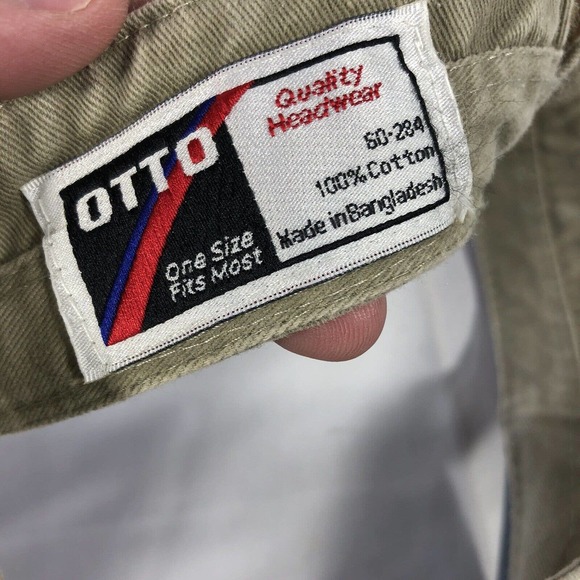 OTTO
One Size
Fits Most
Quality
Headwear
60-284
100% Cotton
Made in Bangladesh